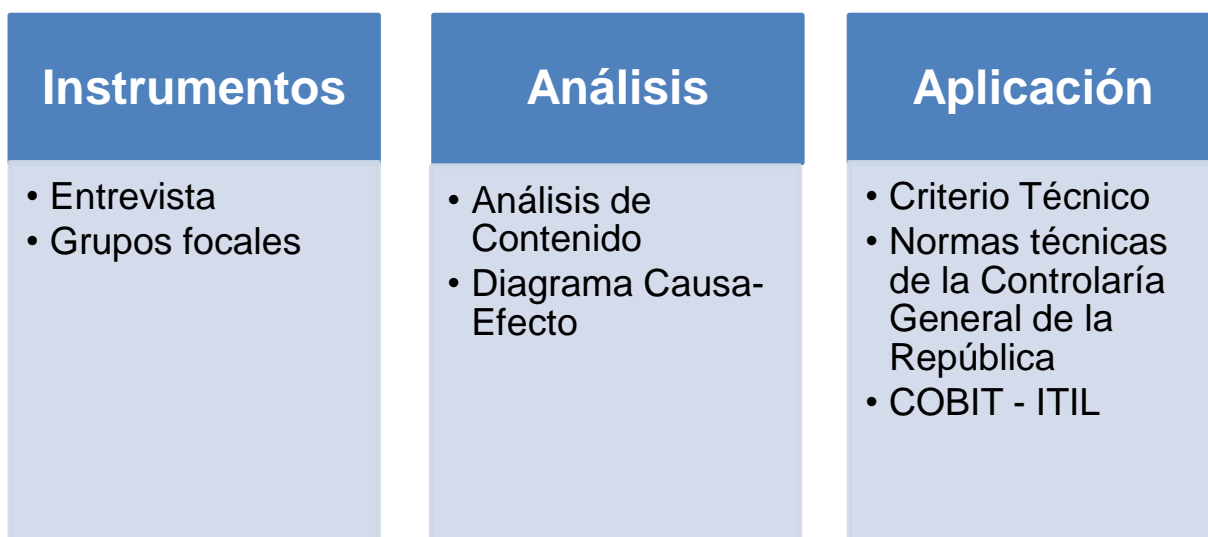 Instrumentos
• Entrevista
• Grupos focales
Análisis
• Análisis de
Contenido
• Diagrama Causa-
Efecto
Aplicación
• Criterio Técnico
• Normas técnicas
de la Controlaría
General de la
República
• COBIT - ITIL